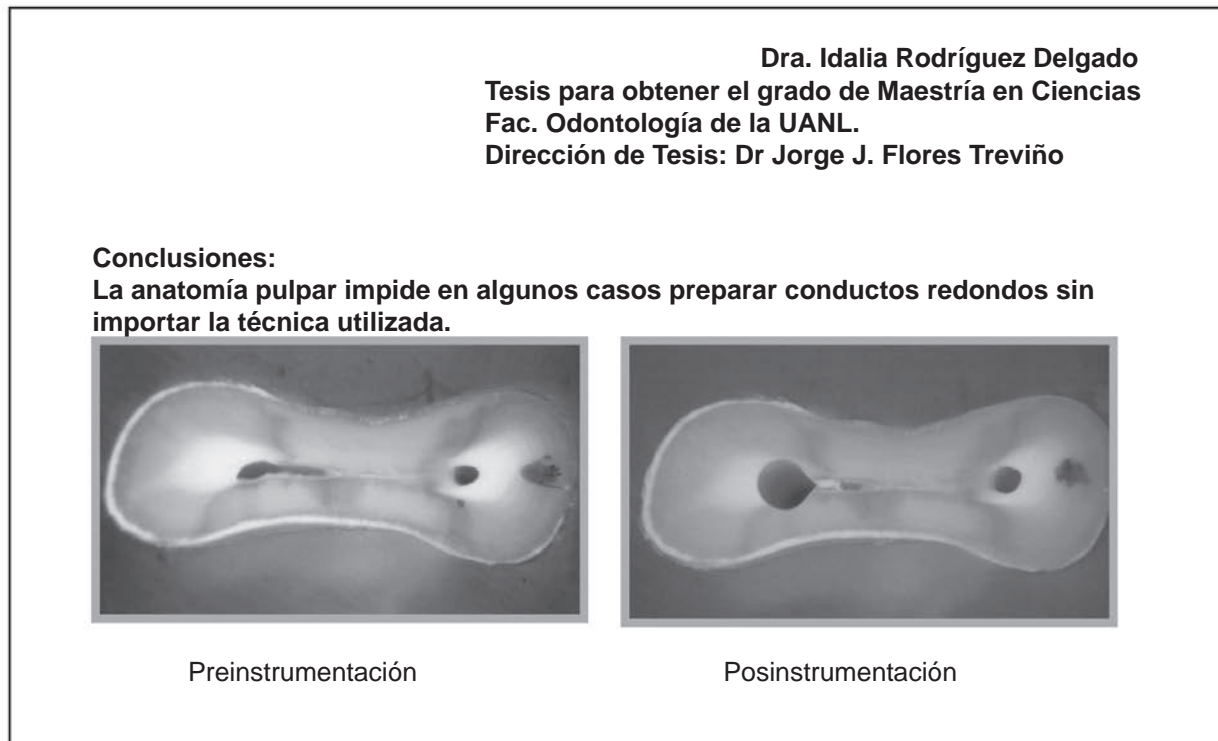 Dra. Idalia Rodríguez Delgado
Tesis para obtener el grado de Maestría en Ciencias
Fac. Odontología de la UANL.
Dirección de Tesis: Dr Jorge J. Flores Treviño
Conclusiones:
La anatomía pulpar impide en algunos casos preparar conductos redondos sin
importar la técnica utilizada.
Preinstrumentación
Posinstrumentación